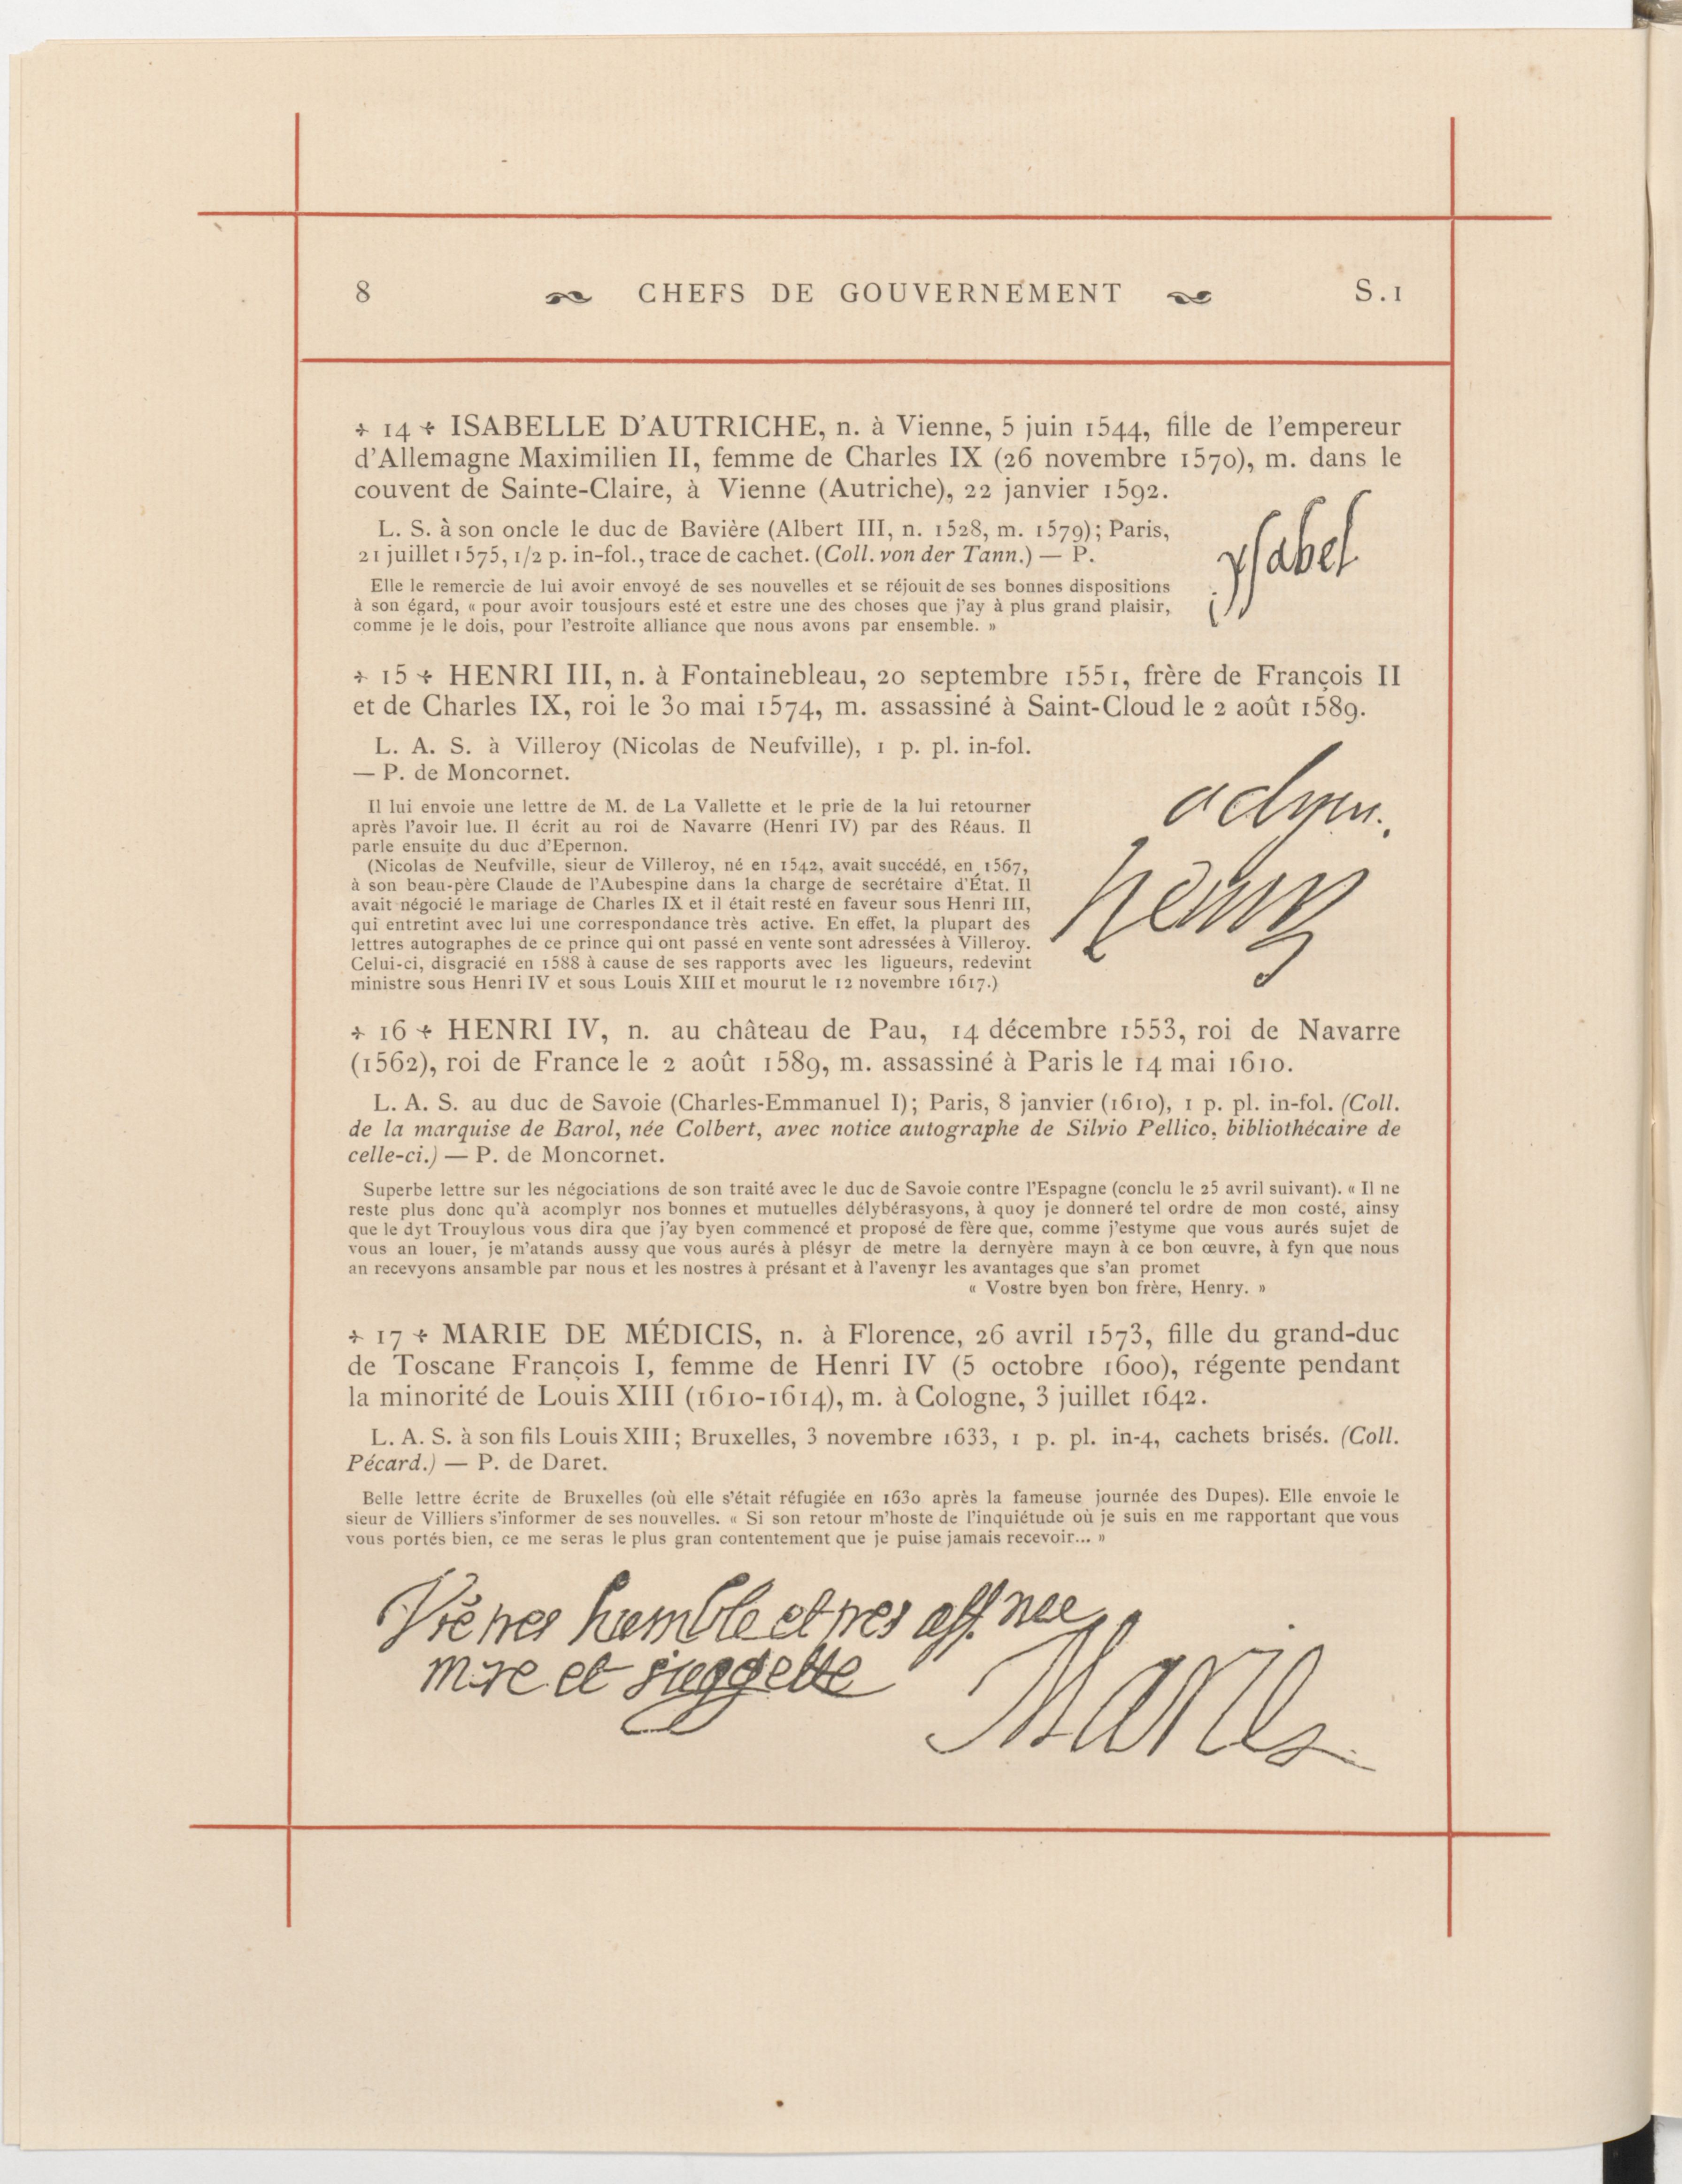 8 CHEFS DE GOUVERNEMENT S.1
14 ISABELLE D'AUTRICHE, n. à Vienne, 5 juin 1544, fille de l'empereur
d'Allemagne Maximilien II, femme de Charles IX (26 novembre 1570), m. dans le
couvent de Sainte-Claire, à Vienne (Autriche), 22 janvier 1592.
L. S. à son oncle le duc de Bavière (Albert III, n. 1528, m. 1579); Paris,
21 juillet 1575, 1/2 p. in-fol., trace de cachet. (Coll. von der Tann.) — P.
Elle le remercie de lui avoir envoyé de ses nouvelles et se réjouit de ses bonnes dispositions
à son égard, « pour avoir tousjours esté et estre une des choses que j'ay à plus grand plaisir,
comme je le dois, pour l'estroite alliance que nous avons par ensemble. »
Ysabel
15 HENRI III, n. à Fontainebleau, 20 septembre 1551, frère de François II
et de Charles IX, roi le 30 mai 1574, m. assassiné à Saint-Cloud le 2 août 1589.
L. A. S. à Villeroy (Nicolas de Neufville), 1 p. pl. in-fol.
— P. de Moncornet.
Il lui envoie une lettre de M. de La Vallette et le prie de la lui retourner
après l'avoir lue. Il écrit au roi de Navarre (Henri IV) par des Réaus. Il
parle ensuite du duc d'Epernon.
(Nicolas de Neufville, sieur de Villeroy, né en 1542, avait succédé, en 1567,
à son beau-père Claude de l'Aubespine dans la charge de secrétaire d'État. Il
avait négocié le mariage de Charles IX et il était resté en faveur sous Henri III,
qui entretint avec lui une correspondance très active. En effet, la plupart des
lettres autographes de ce prince qui ont passé en vente sont adressées à Villeroy.
Celui-ci, disgracié en 1588 à cause de ses rapports avec les ligueurs, redevint
ministre sous Henri IV et sous Louis XIII et mourut le 12 novembre 1617.)
Henry
16 HENRI IV, n. au château de Pau, 14 décembre 1553, roi de Navarre
(1562), roi de France le 2 août 1589, m. assassiné à Paris le 14 mai 1610.
L. A. S. au duc de Savoie (Charles-Emmanuel I); Paris, 8 janvier (1610), 1 p. pl. in-fol. (Coll.
de la marquise de Barol, née Colbert, avec notice autographe de Silvio Pellico, bibliothécaire de
celle-ci.) — P. de Moncornet.
Superbe lettre sur les négociations de son traité avec le duc de Savoie contre l'Espagne (conclu le 25 avril suivant). « Il ne
reste plus donc qu'à acomplyr nos bonnes et mutuelles délybérasyons, à quoy je donneré tel ordre de mon costé, ainsy
que le dyt Trouylous vous dira que j'ay byen commencé et proposé de fère que, comme j'estyme que vous aurés sujet de
vous an louer, je m'atands aussy que vous aurés à plésyr de metre la dernyère mayn à ce bon œuvre, à fyn que nous
an recevyons ansamble par nous et les nostres à présant et à l'avenyr les avantages que s'an promet
« Vostre byen bon frère, Henry. »
17 MARIE DE MÉDICIS, n. à Florence, 26 avril 1573, fille du grand-duc
de Toscane François I, femme de Henri IV (5 octobre 1600), régente pendant
la minorité de Louis XIII (1610-1614), m. à Cologne, 3 juillet 1642.
L. A. S. à son fils Louis XIII; Bruxelles, 3 novembre 1633, 1 p. pl. in-4, cachets brisés. (Coll.
Pécard.) — P. de Daret.
Belle lettre écrite de Bruxelles (où elle s'était réfugiée en 1630 après la fameuse journée des Dupes). Elle envoie le
sieur de Villiers s'informer de ses nouvelles. « Si son retour m'hoste de l'inquiétude où je suis en me rapportant que vous
vous portés bien, ce me seras le plus gran contentement que je puise jamais recevoir... »
humble et tres aff.
et suggette Marie